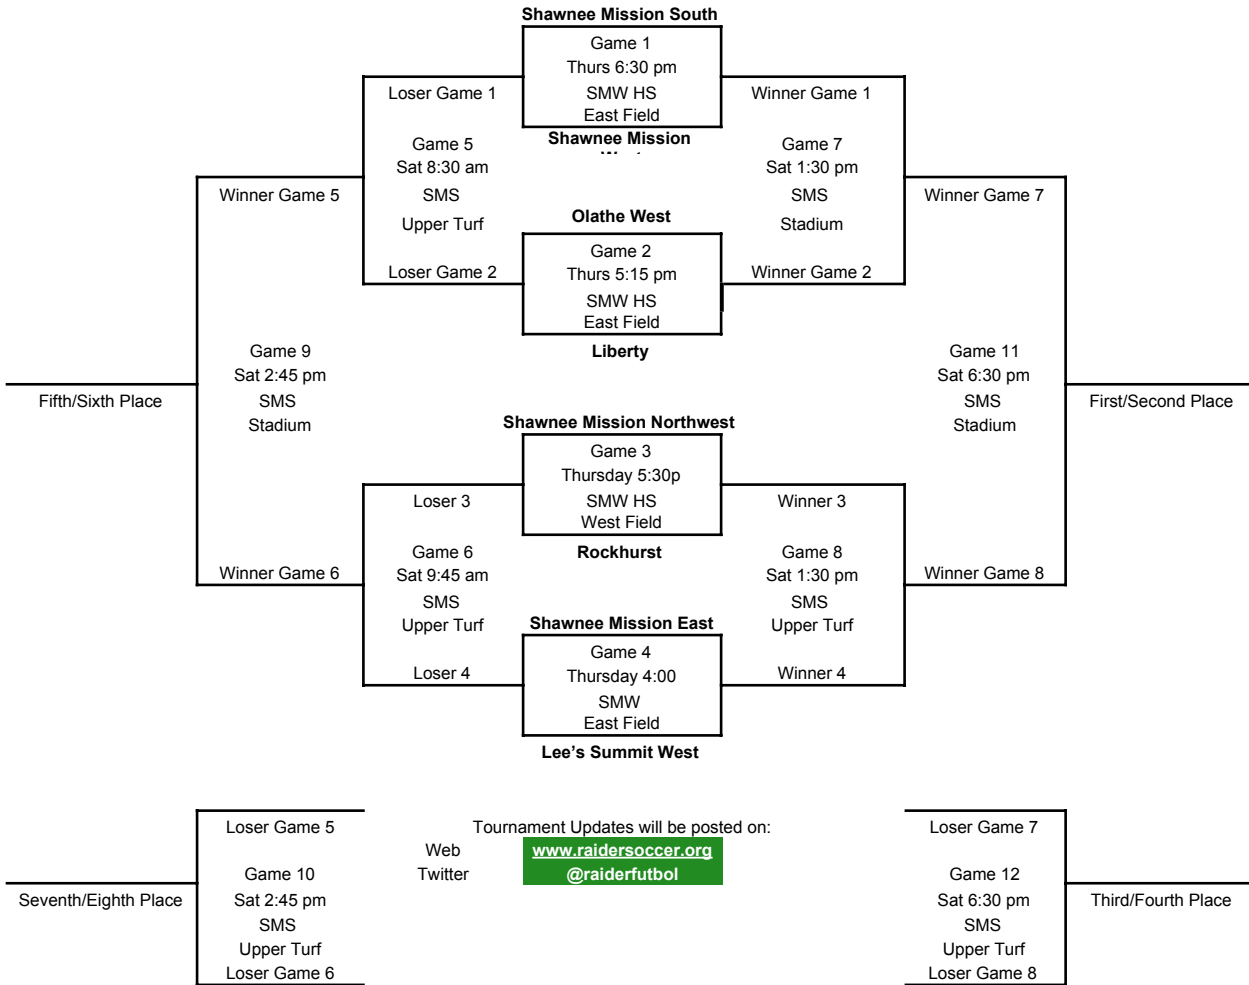 Shawnee Mission South
Game 1
Thurs 6:30 pm
Loser Game 1
SMW HS
Winner Game 1
East Field
Shawnee Mission
Game 5
Game 7
Sat 8:30 am
Sat 1:30 pm
Winner Game 5
SMS
SMS
Winner Game 7
Olathe West
Upper Turf
Stadium
Game 2
Loser Game 2
Thurs 5:15 pm
Winner Game 2
SMW HS
East Field
Game 9
Liberty
Game 11
Sat 2:45 pm
Sat 6:30 pm
Fifth/Sixth Place
SMS
SMS
First/Second Place
Stadium
Shawnee Mission Northwest
Stadium
Game 3
Thursday 5:30p
Loser 3
SMW HS
Winner 3
West Field
Game 6
Rockhurst
Game 8
Winner Game 6
Sat 9:45 am
Sat 1:30 pm
Winner Game 8
SMS
SMS
Upper Turf
Shawnee Mission East
Upper Turf
Game 4
Loser 4
Thursday 4:00
Winner 4
SMW
East Field
Lee's Summit West
Loser Game 5
Tournament Updates will be posted on:
Loser Game 7
Web
www.raidersoccer.org
Game 10
Twitter
@raiderfutbol
Game 12
Seventh/Eighth Place
Sat 2:45 pm
Sat 6:30 pm
Third/Fourth Place
SMS
SMS
Upper Turf
Upper Turf
Loser Game 6
Loser Game 8